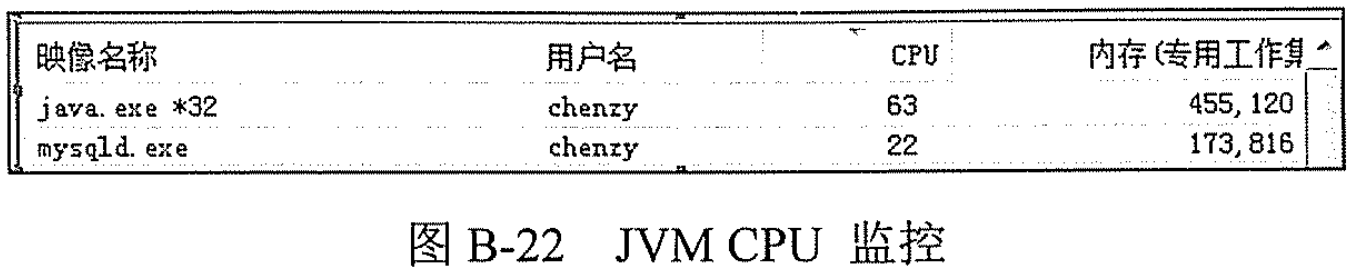 映像名称 用户名 CPU 内存(专用工作集
java.exe *32 chenzy 63 455,120
mysqld.exe chenzy 22 173,816
图 B-22 JVM CPU 监控